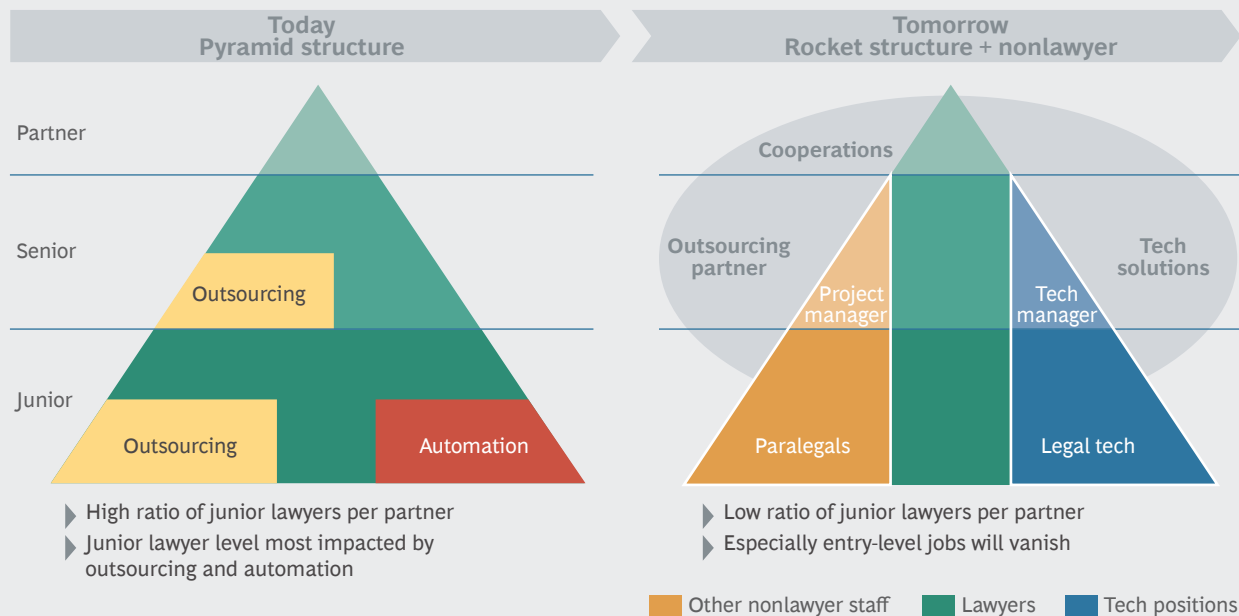 Today
Pyramid structure
Tomorrow
Rocket structure + nonlawyer
Partner
Senior
Junior
Outsourcing
Outsourcing
Automation
Cooperations
Outsourcing
partner
Tech
solutions
Project
manager
Tech
manager
Paralegals
Legal tech
High ratio of junior lawyers per partner
Junior lawyer level most impacted by
outsourcing and automation
Low ratio of junior lawyers per partner
Especially entry-level jobs will vanish
Other nonlawyer staff
Lawyers
Tech positions